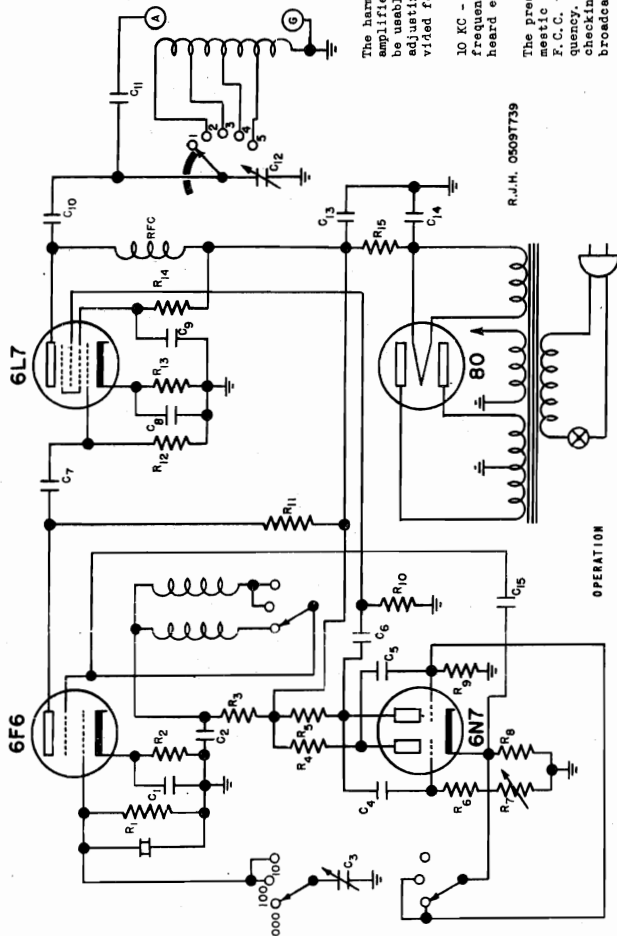 6F6
R1
C1
R2
C2
R3
C3
1000
100
10
C7
6L7
R12
C8
R13
C9
R14
RFC
C10
C11
A
G
1
2
3
4
5
C12
R11
C13
R15
C14
80
R4
R5
C4
C5
C6
R10
6N7
R6
R7
R8
R9
C15
The harm
amplifie
be usabl
adjustin
vided fo
10 KC -
frequen
heard e
The pre
mestic
F. C. C.
quency.
checkin
broadca
R.J.H. 0509T739
OPERATION